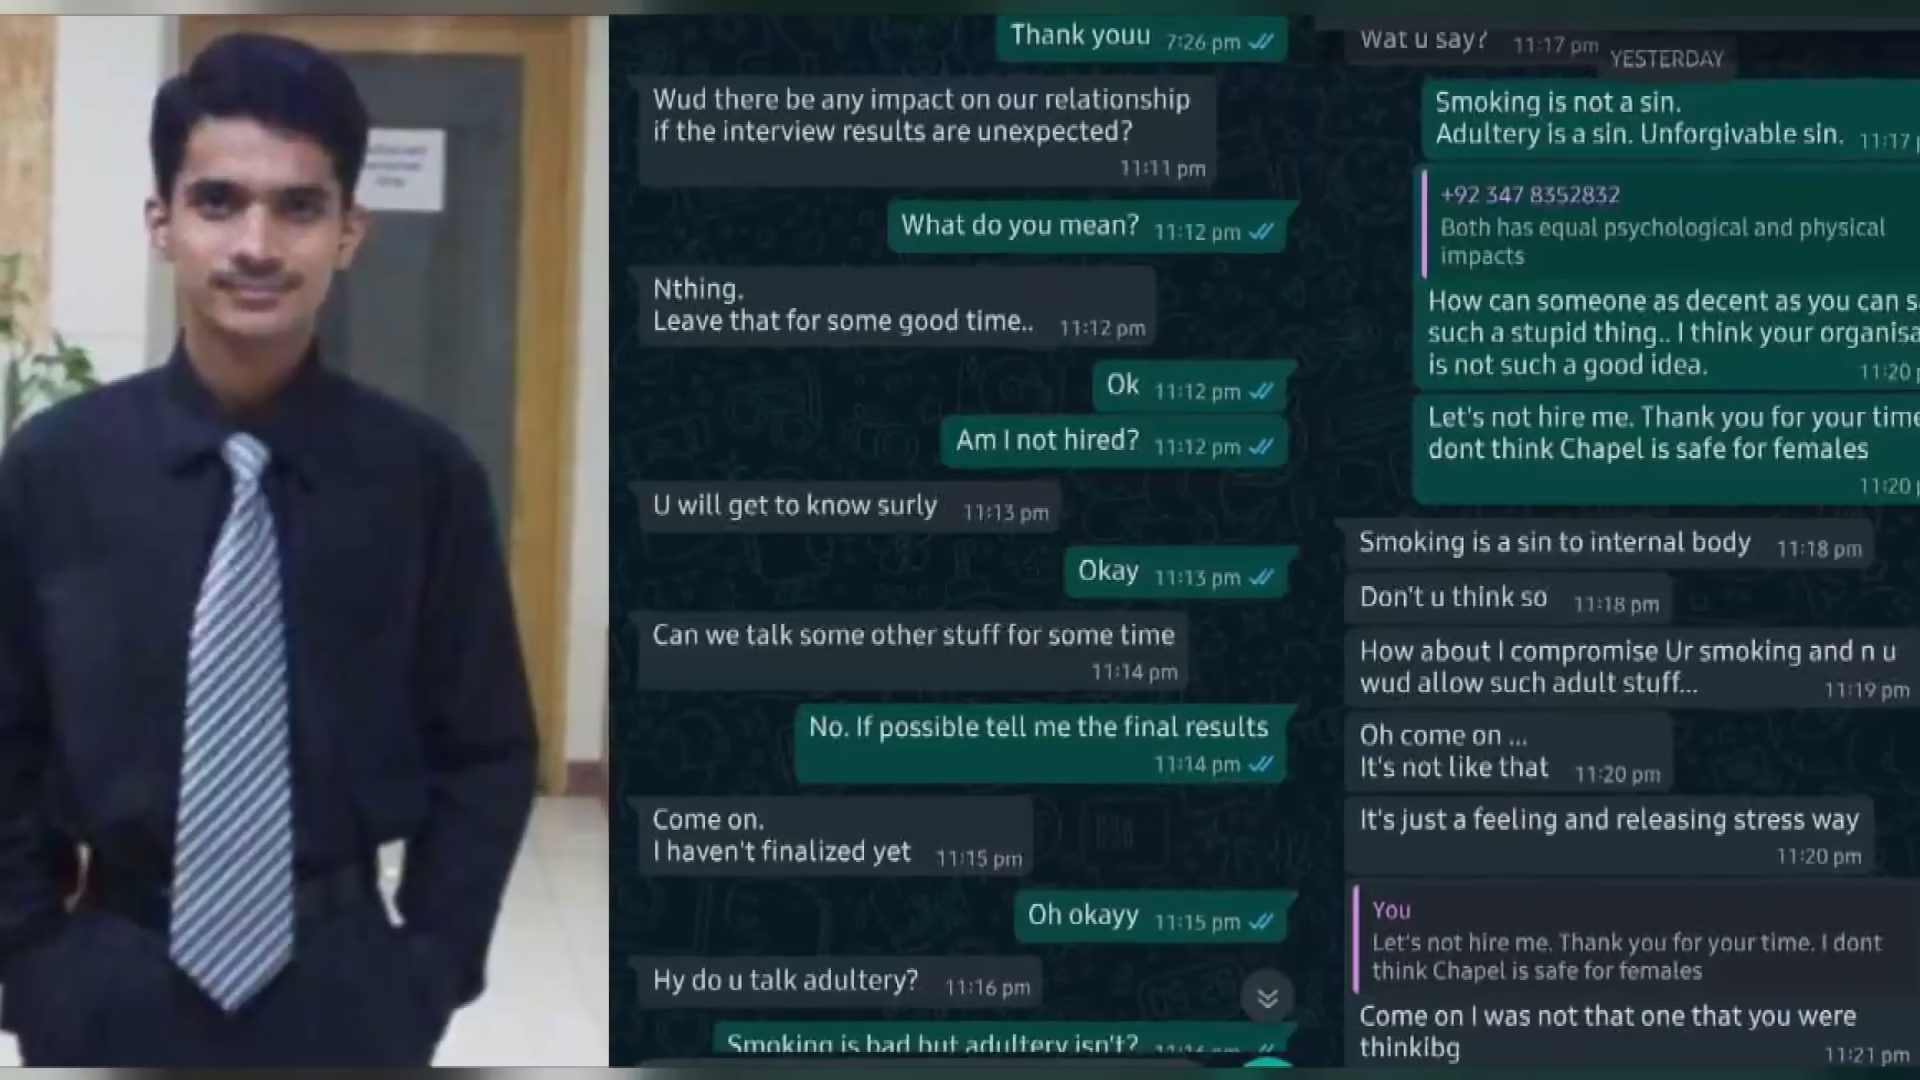 Thank youu 7:26 pm
Wud there be any impact on our relationship
if the interview results are unexpected?
11:11 pm
What do you mean? 11:12 pm
Nthing.
Leave that for some good time.. 11:12 pm
Ok 11:12 pm
Am I not hired? 11:12 pm
U will get to know surly 11:13 pm
Okay 11:13 pm
Can we talk some other stuff for some time
11:14 pm
No. If possible tell me the final results
11:14 pm
Come on.
I haven't finalized yet 11:15 pm
Oh okayy 11:15 pm
Hy do u talk adultery? 11:16 pm
Smoking is bad but adultery isn't?
Wat u say? 11:17 pm
YESTERDAY
Smoking is not a sin.
Adultery is a sin. Unforgivable sin. 11:17 p
+92 347 8352832
Both has equal psychological and physical
impacts
How can someone as decent as you can s
such a stupid thing.. I think your organisa
is not such a good idea. 11:20 p
Let's not hire me. Thank you for your time
dont think Chapel is safe for females
11:20 p
Smoking is a sin to internal body 11:18 pm
Don't u think so 11:18 pm
How about I compromise Ur smoking and n u
wud allow such adult stuff... 11:19 pm
Oh come on ...
It's not like that 11:20 pm
It's just a feeling and releasing stress way
11:20 pm
You
Let's not hire me. Thank you for your time. I dont
think Chapel is safe for females
Come on I was not that one that you were
thinkibg 11:21 pm